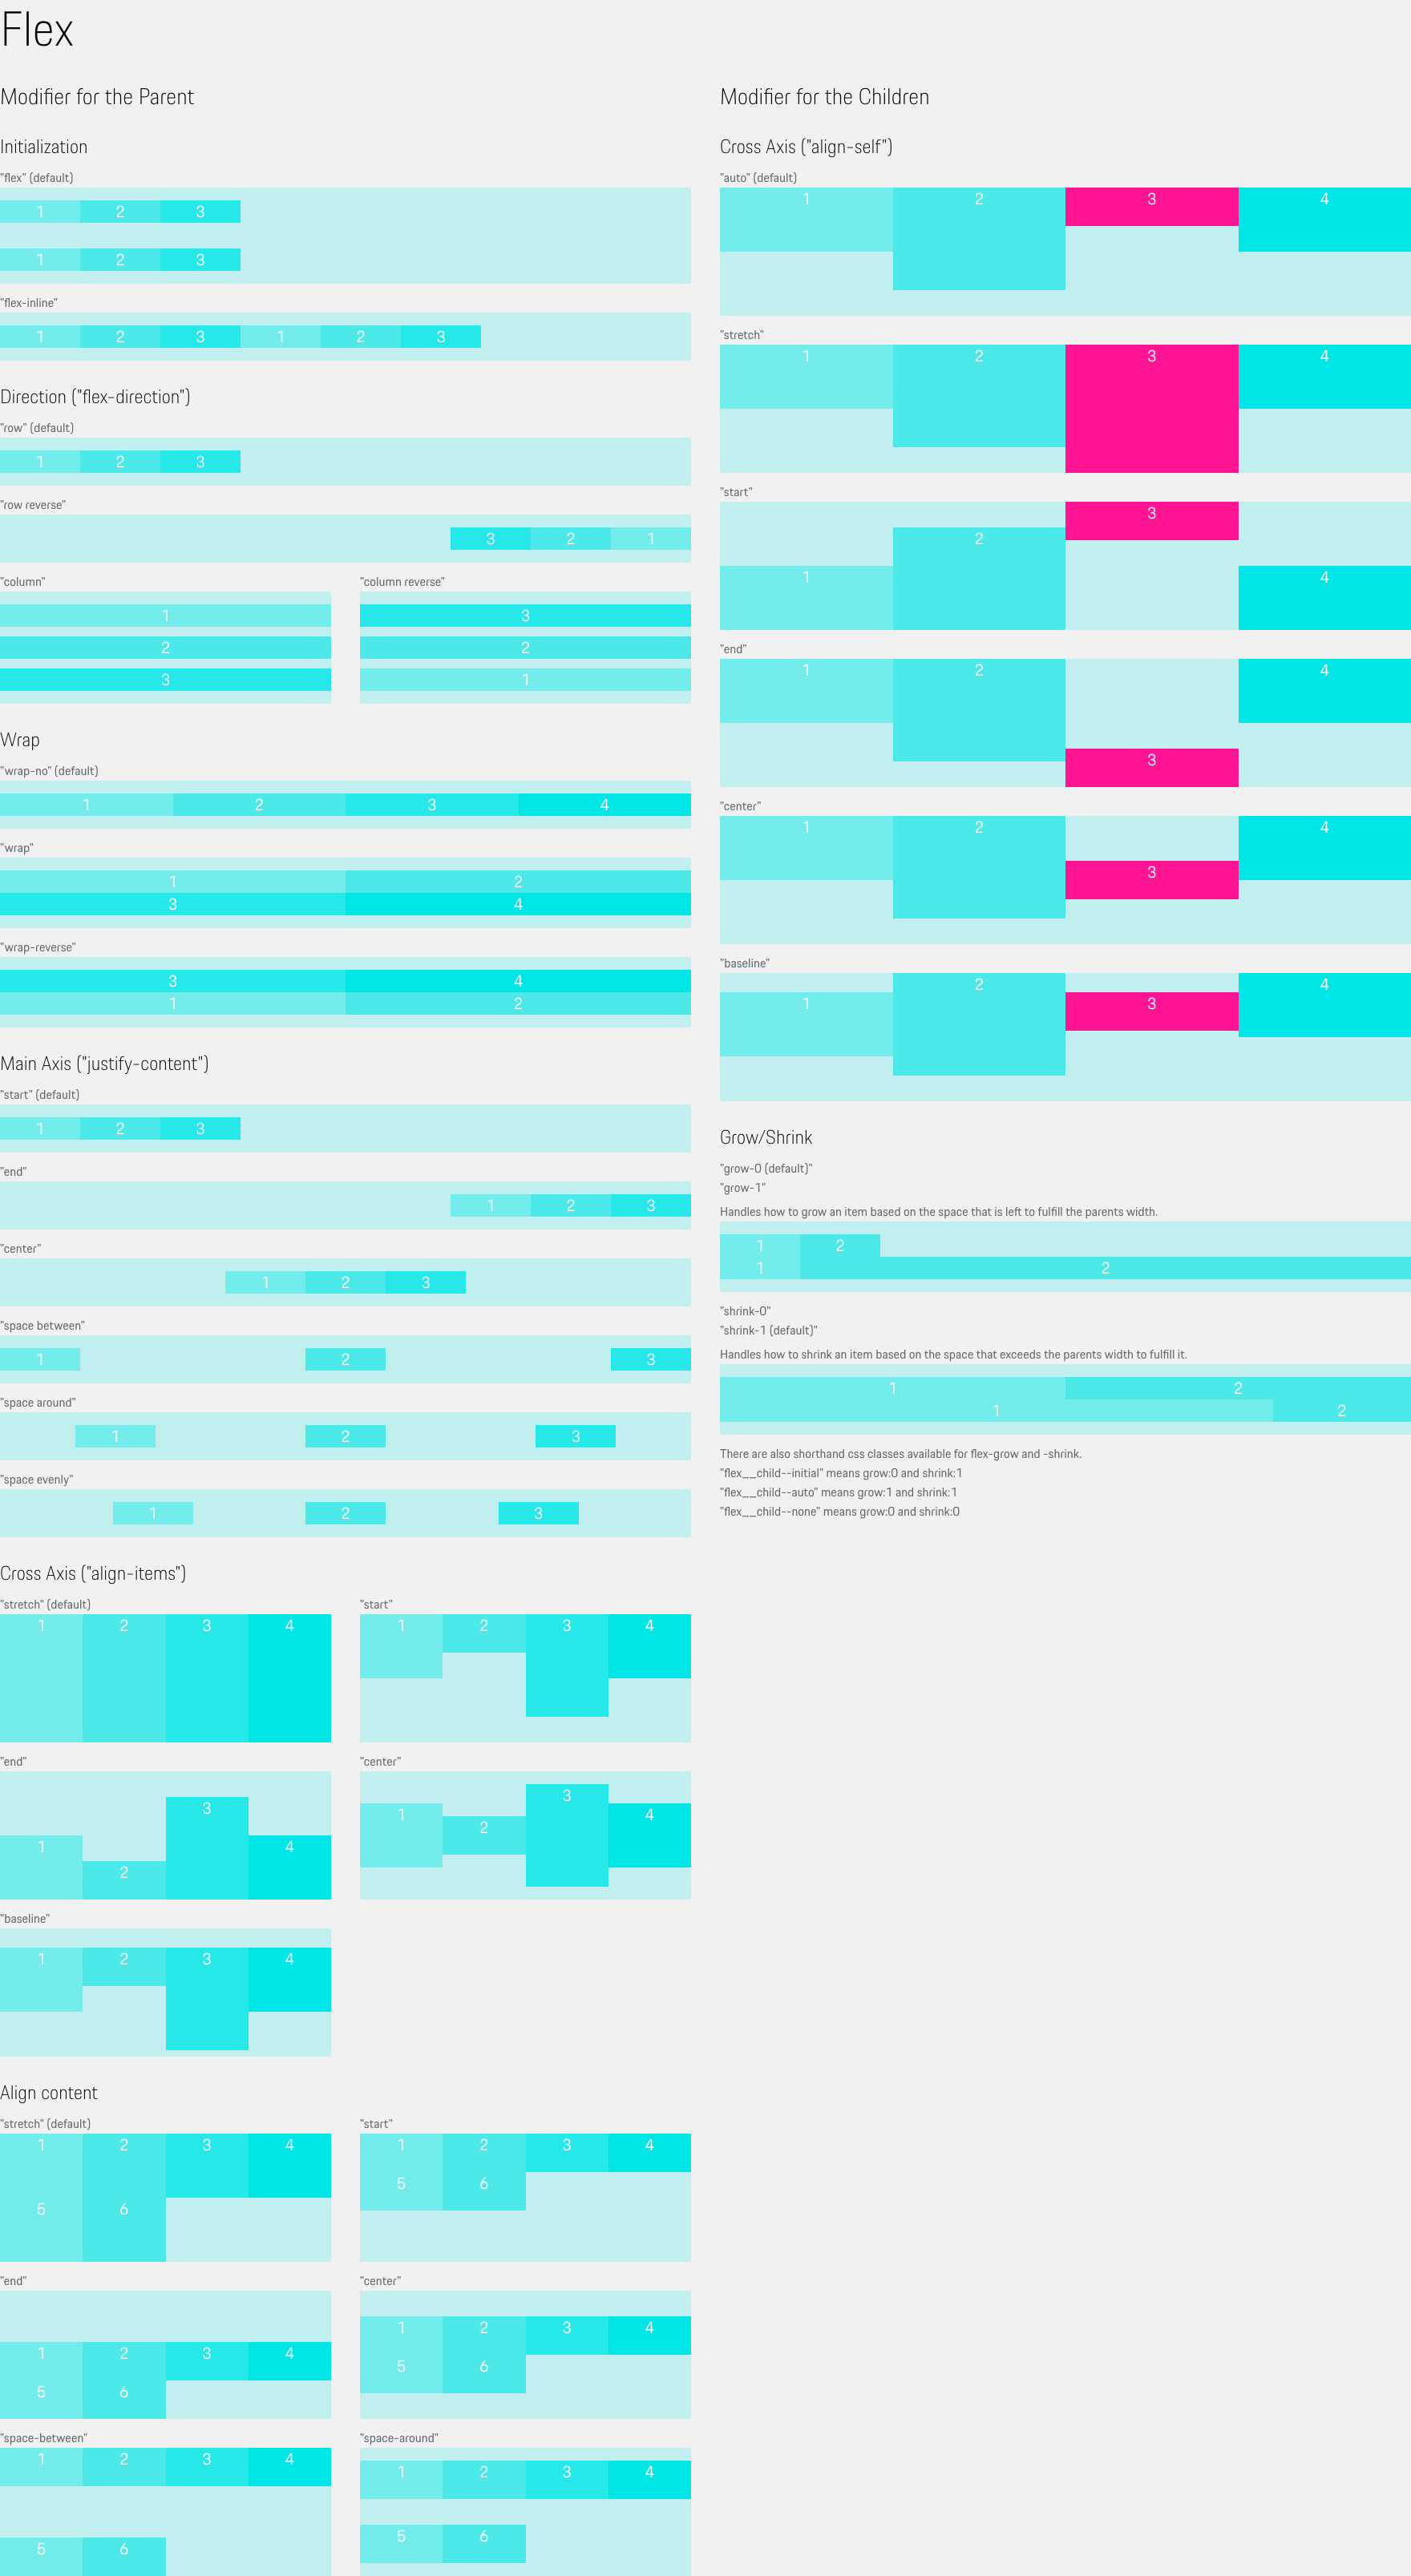 Flex
Modifier for the Parent
Initialization
"flex" (default)
1 2 3
1 2 3
"flex-inline"
1 2 3 1 2 3
Direction ("flex-direction")
"row" (default)
1 2 3
"row reverse"
3 2 1
"column"
1
2
3
"column reverse"
3
2
1
Wrap
"wrap-no" (default)
1 2 3 4
"wrap"
1 2
3 4
"wrap-reverse"
3 4
1 2
Main Axis ("justify-content")
"start" (default)
1 2 3
"end"
1 2 3
"center"
1 2 3
"space between"
1 2 3
"space around"
1 2 3
"space evenly"
1 2 3
Cross Axis ("align-items")
"stretch" (default)
1 2 3 4
"start"
1 2 3 4
"end"
1 2 3 4
"center"
1 2 3 4
"baseline"
1 2 3 4
Align content
"stretch" (default)
1 2 3 4
5 6
"start"
1 2 3 4
5 6
"end"
1 2 3 4
5 6
"center"
1 2 3 4
5 6
"space-between"
1 2 3 4
5 6
"space-around"
1 2 3 4
5 6
Modifier for the Children
Cross Axis ("align-self")
"auto" (default)
1 2 3 4
"stretch"
1 2 3 4
"start"
1 2 3 4
"end"
1 2 3 4
"center"
1 2 3 4
"baseline"
1 2 3 4
Grow/Shrink
"grow-0 (default)"
"grow-1"
Handles how to grow an item based on the space that is left to fulfill the parents width.
1 2
1 2
"shrink-0"
"shrink-1 (default)"
Handles how to shrink an item based on the space that exceeds the parents width to fulfill it.
1 2
1 2
There are also shorthand css classes available for flex-grow and -shrink.
"flex__child--initial" means grow:0 and shrink:1
"flex__child--auto" means grow:1 and shrink:1
"flex__child--none" means grow:0 and shrink:0